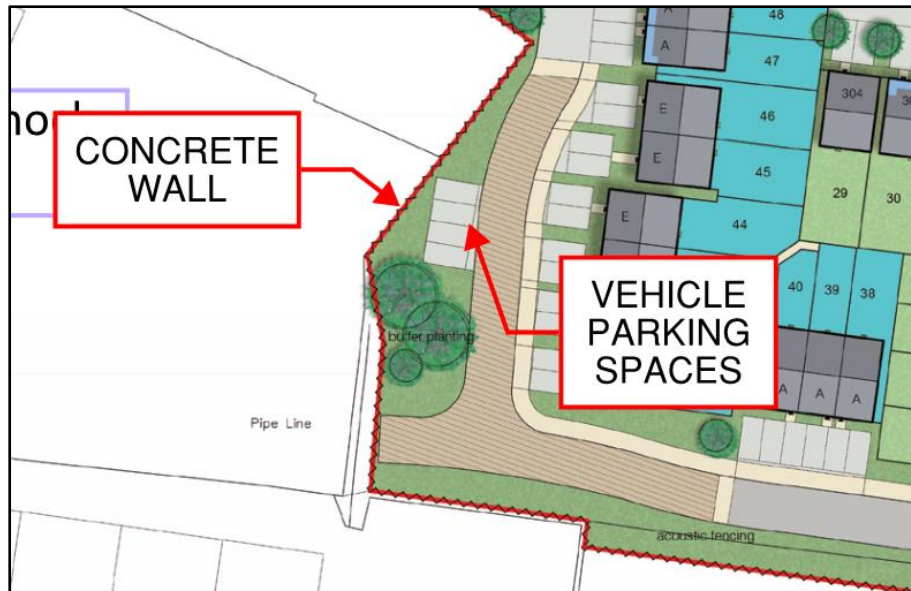 48
47
A
A
304
46
E
E
45
29
30
44
E
CONCRETE
WALL
40
39
38
VEHICLE
PARKING
SPACES
buffer planting
A
A
A
Pipe Line
acoustic fencing